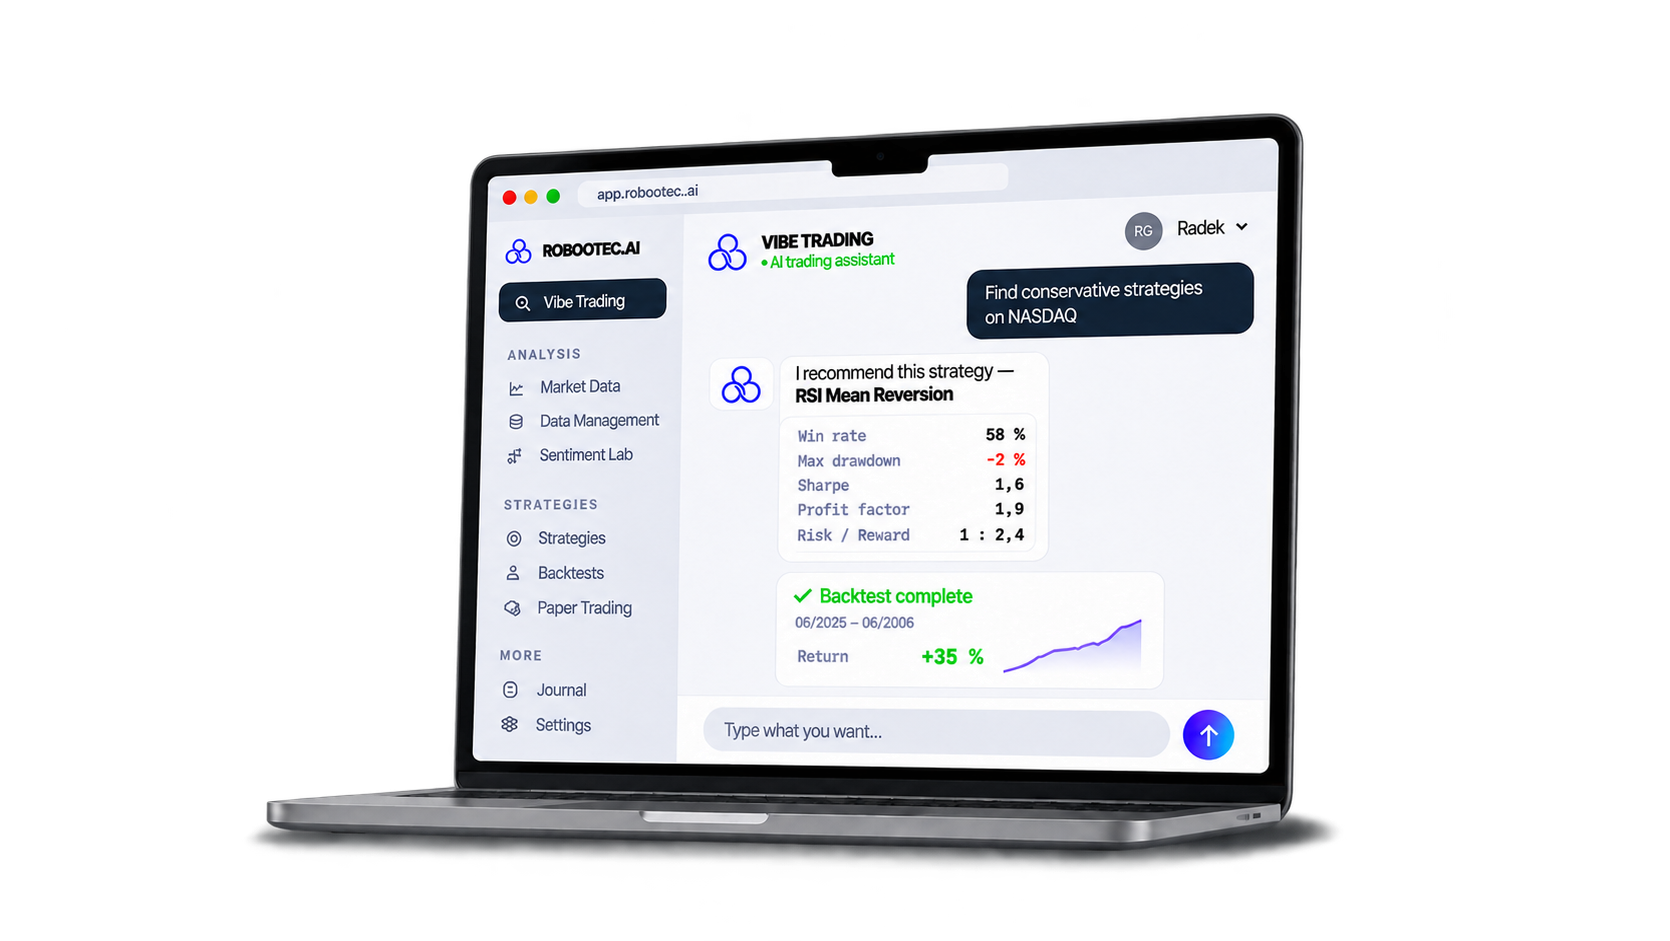 app.robootec..ai
ROBOOTEC.AI
Vibe Trading
ANALYSIS
Market Data
Data Management
Sentiment Lab
STRATEGIES
Strategies
Backtests
Paper Trading
MORE
Journal
Settings
VIBE TRADING
• AI trading assistant
RG Radek
Find conservative strategies
on NASDAQ
I recommend this strategy —
RSI Mean Reversion
Win rate 58 %
Max drawdown -2 %
Sharpe 1,6
Profit factor 1,9
Risk / Reward 1 : 2,4
Backtest complete
06/2025 – 06/2006
Return +35 %
Type what you want...